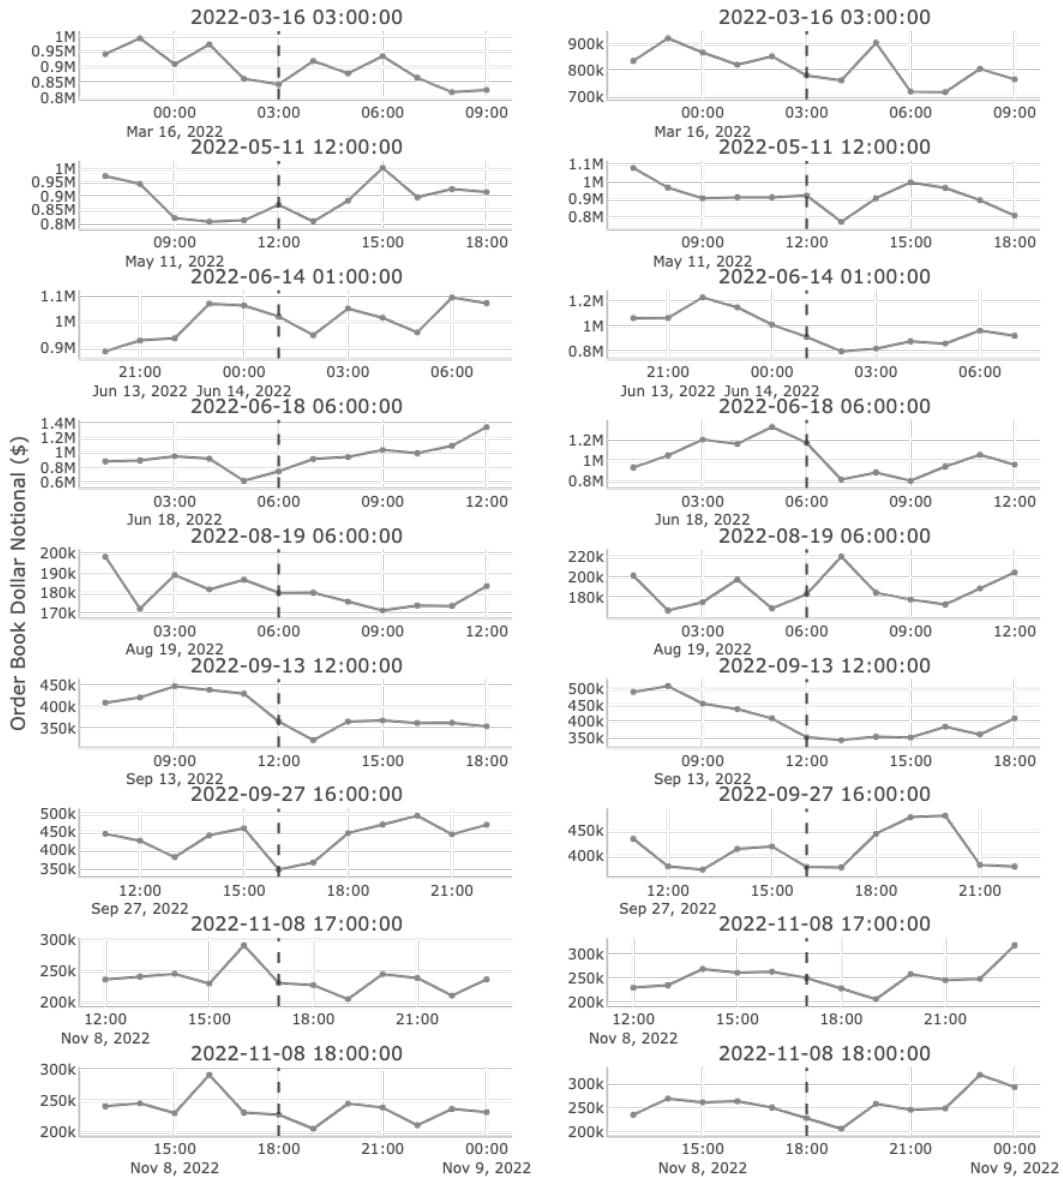 Order Book Dollar Notional ($)
2022-03-16 03:00:00
1M
0.95M
0.9M
0.85M
0.8M
00:00 03:00 06:00 09:00
Mar 16, 2022
2022-03-16 03:00:00
900k
800k
700k
00:00 03:00 06:00 09:00
Mar 16, 2022
2022-05-11 12:00:00
1M
0.95M
0.9M
0.85M
0.8M
09:00 12:00 15:00 18:00
May 11, 2022
2022-05-11 12:00:00
1.1M
1M
0.9M
0.8M
09:00 12:00 15:00 18:00
May 11, 2022
2022-06-14 01:00:00
1.1M
1M
0.9M
21:00 00:00 03:00 06:00
Jun 13, 2022 Jun 14, 2022
2022-06-14 01:00:00
1.2M
1M
0.8M
21:00 00:00 03:00 06:00
Jun 13, 2022 Jun 14, 2022
2022-06-18 06:00:00
1.4M
1.2M
1M
0.8M
0.6M
03:00 06:00 09:00 12:00
Jun 18, 2022
2022-06-18 06:00:00
1.2M
1M
0.8M
03:00 06:00 09:00 12:00
Jun 18, 2022
2022-08-19 06:00:00
200k
190k
180k
170k
03:00 06:00 09:00 12:00
Aug 19, 2022
2022-08-19 06:00:00
220k
200k
180k
03:00 06:00 09:00 12:00
Aug 19, 2022
2022-09-13 12:00:00
450k
400k
350k
09:00 12:00 15:00 18:00
Sep 13, 2022
2022-09-13 12:00:00
500k
450k
400k
350k
09:00 12:00 15:00 18:00
Sep 13, 2022
2022-09-27 16:00:00
500k
450k
400k
350k
12:00 15:00 18:00 21:00
Sep 27, 2022
2022-09-27 16:00:00
450k
400k
12:00 15:00 18:00 21:00
Sep 27, 2022
2022-11-08 17:00:00
300k
250k
200k
12:00 15:00 18:00 21:00
Nov 8, 2022
2022-11-08 17:00:00
300k
250k
200k
12:00 15:00 18:00 21:00
Nov 8, 2022
2022-11-08 18:00:00
300k
250k
200k
15:00 18:00 21:00 00:00
Nov 8, 2022 Nov 9, 2022
2022-11-08 18:00:00
300k
250k
200k
15:00 18:00 21:00 00:00
Nov 8, 2022 Nov 9, 2022